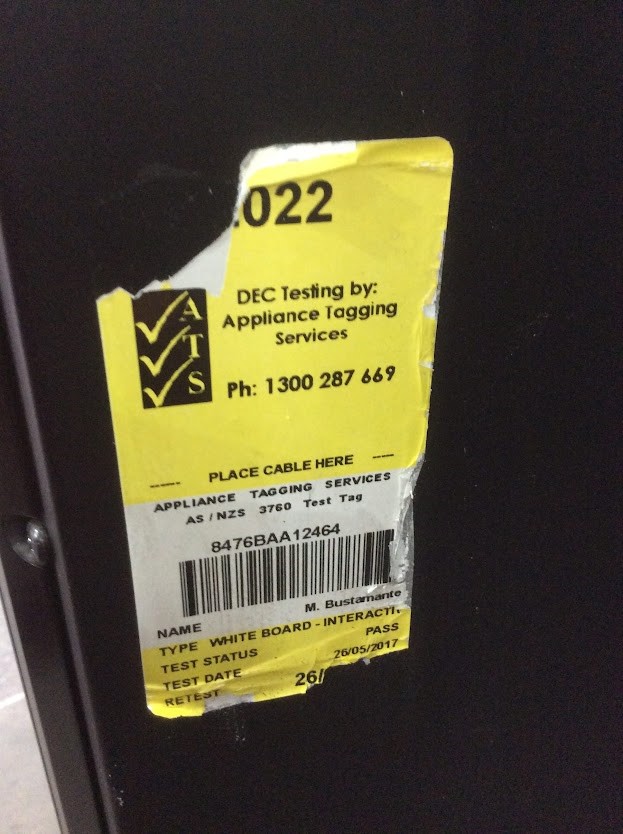 .022
ATS
DEC Testing by:
Appliance Tagging
Services
Ph: 1300 287 669
---- PLACE CABLE HERE ----
APPLIANCE TAGGING SERVICES
AS / NZS 3760 Test Tag
8476BAA12464
NAME M. Bustamante
TYPE WHITE BOARD - INTERACTI
TEST STATUS PASS
TEST DATE 26/05/2017
RETEST 26/